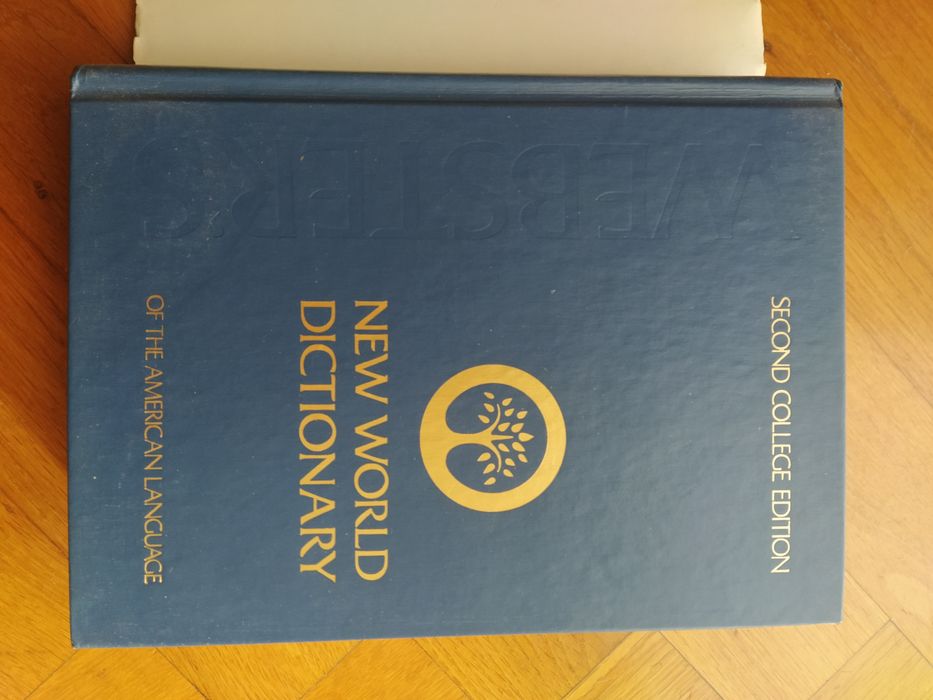 SECOND COLLEGE EDITION
WEBSTER'S
NEW WORLD
DICTIONARY
OF THE AMERICAN LANGUAGE